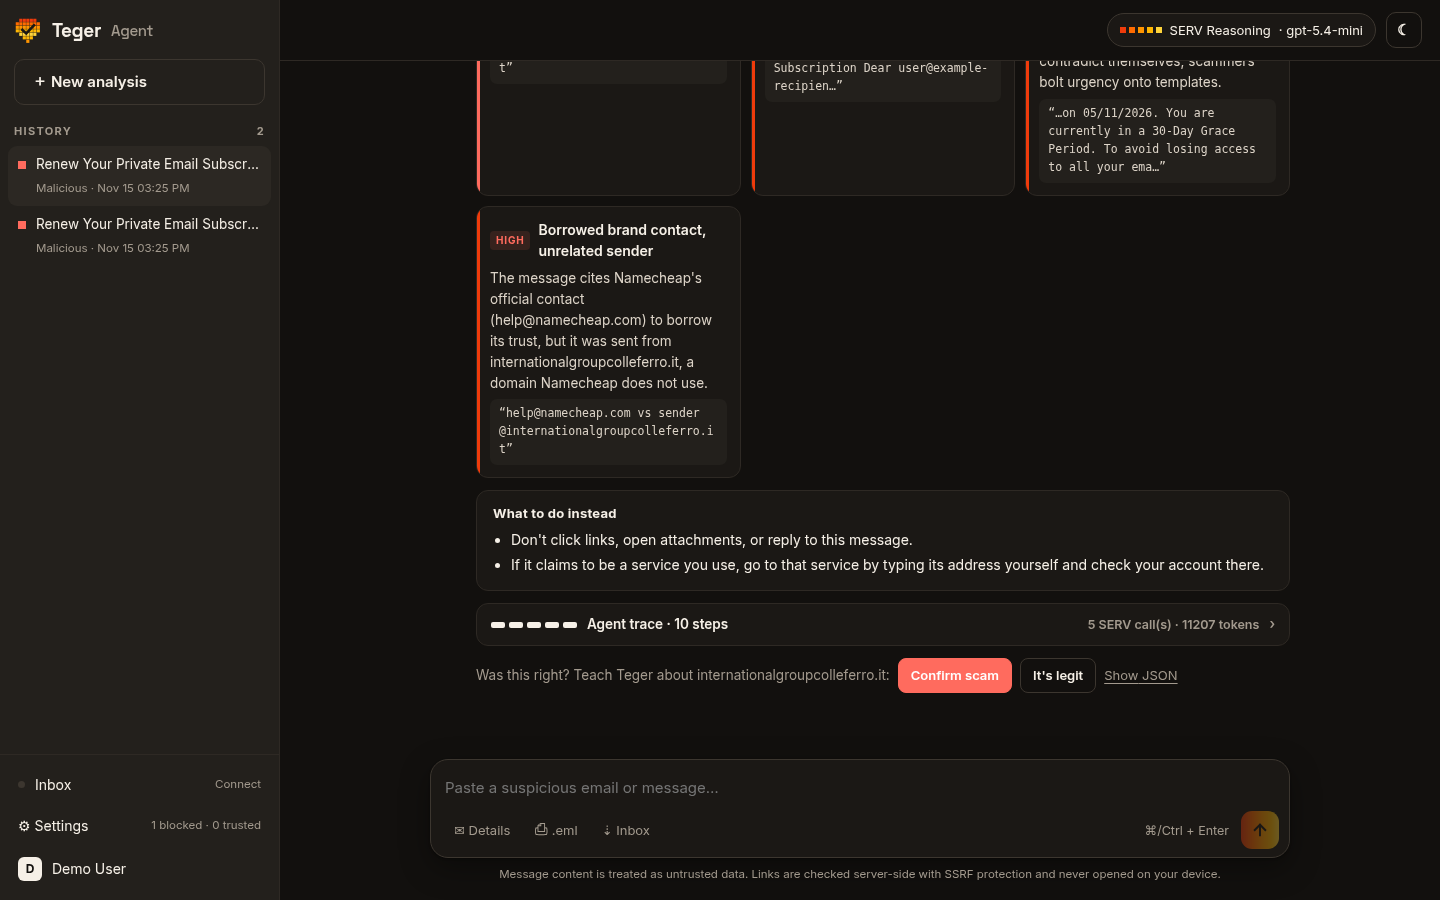 Teger Agent
+ New analysis
HISTORY 2
Renew Your Private Email Subscr...
Malicious · Nov 15 03:25 PM
Renew Your Private Email Subscr...
Malicious · Nov 15 03:25 PM
Inbox Connect
⚙ Settings 1 blocked · 0 trusted
D Demo User
SERV Reasoning · gpt-5.4-mini
t”
Subscription Dear user@example-
recipien…”
contradict themselves; scammers
bolt urgency onto templates.
“…on 05/11/2026. You are
currently in a 30-Day Grace
Period. To avoid losing access
to all your ema…”
HIGH Borrowed brand contact,
unrelated sender
The message cites Namecheap's
official contact
(help@namecheap.com) to borrow
its trust, but it was sent from
internationalgroupcolleferro.it, a
domain Namecheap does not use.
“help@namecheap.com vs sender
@internationalgroupcolleferro.i
t”
What to do instead
• Don't click links, open attachments, or reply to this message.
• If it claims to be a service you use, go to that service by typing its address yourself and check your account there.
Agent trace · 10 steps 5 SERV call(s) · 11207 tokens ›
Was this right? Teach Teger about internationalgroupcolleferro.it: Confirm scam It's legit Show JSON
Paste a suspicious email or message...
✉ Details .eml ⇣ Inbox ⌘/Ctrl + Enter
Message content is treated as untrusted data. Links are checked server-side with SSRF protection and never opened on your device.